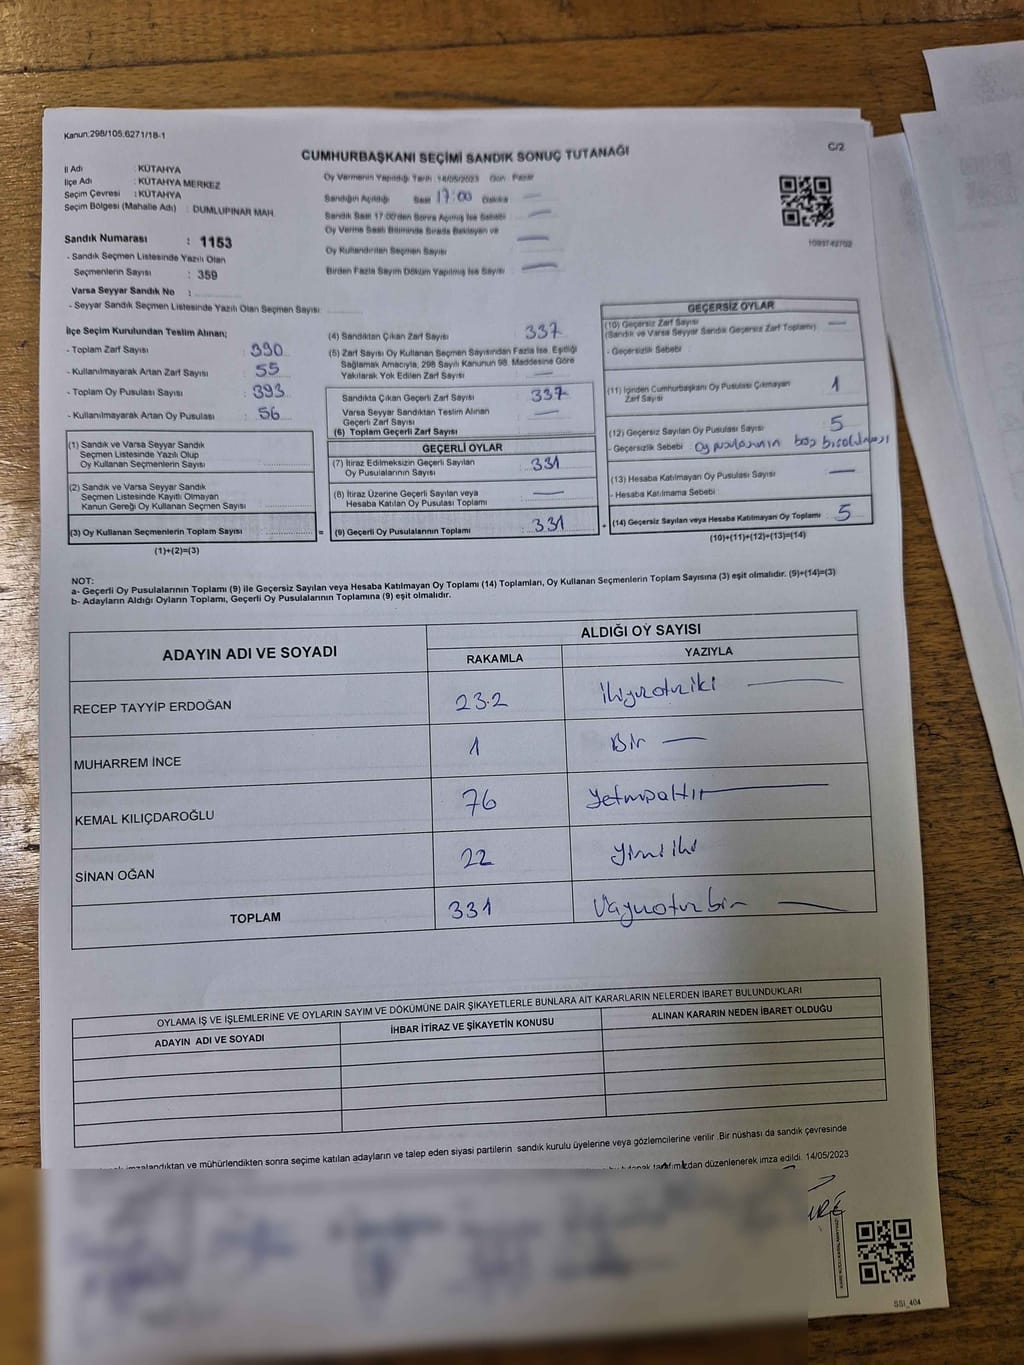 Kanun:298/105;6271/18-1
C/2
CUMHURBAŞKANI SEÇİMİ SANDIK SONUÇ TUTANAĞI
İl Adı : KÜTAHYA
İlçe Adı : KÜTAHYA MERKEZ
Seçim Çevresi : KÜTAHYA
Seçim Bölgesi (Mahalle Adı) : DUMLUPINAR MAH.
Oy Vermenin Yapıldığı Tarih :14/05/2023 Gün : Pazar
Sandığın Açıldığı Saat 17:00 Dakika
Sandık Saat 17:00'den Sonra Açılmış İse Sebebi
Oy Verme Saati Bitiminde Sırada Bekleyen ve
Oy Kullandırılan Seçmen Sayısı
Birden Fazla Sayım Döküm Yapılmış İse Sayısı
1093742702
Sandık Numarası : 1153
- Sandık Seçmen Listesinde Yazılı Olan
Seçmenlerin Sayısı : 359
Varsa Seyyar Sandık No :
- Seyyar Sandık Seçmen Listesinde Yazılı Olan Seçmen Sayısı
İlçe Seçim Kurulundan Teslim Alınan;
- Toplam Zarf Sayısı : 390
- Kullanılmayarak Artan Zarf Sayısı : 55
- Toplam Oy Pusulası Sayısı : 393
- Kullanılmayarak Artan Oy Pusulası : 56
(1) Sandık ve Varsa Seyyar Sandık
Seçmen Listesinde Yazılı Olup
Oy Kullanan Seçmenlerin Sayısı
(2) Sandık ve Varsa Seyyar Sandık
Seçmen Listesinde Kayıtlı Olmayan
Kanun Gereği Oy Kullanan Seçmen Sayısı
(3) Oy Kullanan Seçmenlerin Toplam Sayısı =
(1)+(2)=(3)
(4) Sandıktan Çıkan Zarf Sayısı : 337
(5) Zarf Sayısı Oy Kullanan Seçmen Sayısından Fazla İse, Eşitliği
Sağlamak Amacıyla, 298 Sayılı Kanunun 98. Maddesine Göre
Yakılarak Yok Edilen Zarf Sayısı
Sandıkta Çıkan Geçerli Zarf Sayısı : 337
Varsa Seyyar Sandıktan Teslim Alınan
Geçerli Zarf Sayısı
(6) Toplam Geçerli Zarf Sayısı
GEÇERLİ OYLAR
(7) İtiraz Edilmeksizin Geçerli Sayılan
Oy Pusulalarının Sayısı : 331
(8) İtiraz Üzerine Geçerli Sayılan veya
Hesaba Katılan Oy Pusulası Toplamı
(9) Geçerli Oy Pusulalarının Toplamı : 331 +
GEÇERSİZ OYLAR
(10) Geçersiz Zarf Sayısı
(Sandık ve Varsa Seyyar Sandık Geçersiz Zarf Toplamı)
- Geçersizlik Sebebi
(11) İçinden Cumhurbaşkanı Oy Pusulası Çıkmayan
Zarf Sayısı 1
(12) Geçersiz Sayılan Oy Pusulası Sayısı : 5
- Geçersizlik Sebebi : oy pusulasının boş bırakılması
(13) Hesaba Katılmayan Oy Pusulası Sayısı
- Hesaba Katılmama Sebebi
(14) Geçersiz Sayılan veya Hesaba Katılmayan Oy Toplamı : 5
(10)+(11)+(12)+(13)=(14)
NOT:
a- Geçerli Oy Pusulalarının Toplamı (9) ile Geçersiz Sayılan veya Hesaba Katılmayan Oy Toplamı (14) Toplamları, Oy Kullanan Seçmenlerin Toplam Sayısına (3) eşit olmalıdır. (9)+(14)=(3)
b- Adayların Aldığı Oyların Toplamı, Geçerli Oy Pusulalarının Toplamına (9) eşit olmalıdır.
ADAYIN ADI VE SOYADI
ALDIĞI OY SAYISI
RAKAMLA YAZIYLA
RECEP TAYYİP ERDOĞAN 232 ikiyüzotuziki
MUHARREM İNCE 1 Bir
KEMAL KILIÇDAROĞLU 76 Yetmişaltı
SİNAN OĞAN 22 Yirmi iki
TOPLAM 331 Üçyüzotuzbir
OYLAMA İŞ VE İŞLEMLERİNE VE OYLARIN SAYIM VE DÖKÜMÜNE DAİR ŞİKAYETLERLE BUNLARA AİT KARARLARIN NELERDEN İBARET BULUNDUKLARI
ADAYIN ADI VE SOYADI İHBAR İTİRAZ VE ŞİKAYETİN KONUSU ALINAN KARARIN NEDEN İBARET OLDUĞU
imzalandıktan ve mühürlendikten sonra seçime katılan adayların ve talep eden siyasi partilerin sandık kurulu üyelerine veya gözlemcilerine verilir .Bir nüshası da sandık çevresinde
düzenlenerek imza edildi. 14/05/2023
SSI_404